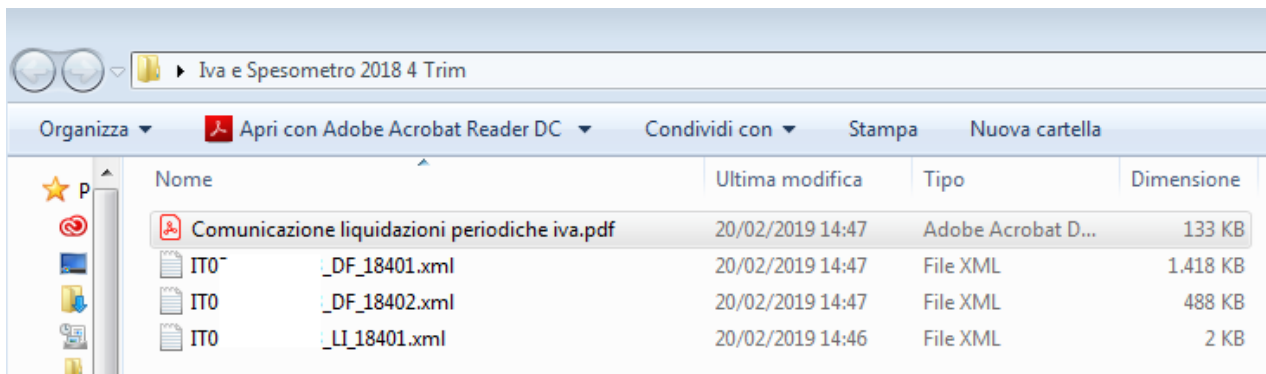 Iva e Spesometro 2018 4 Trim
Organizza Apri con Adobe Acrobat Reader DC Condividi con Stampa Nuova cartella
P Nome Ultima modifica Tipo Dimensione
Comunicazione liquidazioni periodiche iva.pdf 20/02/2019 14:47 Adobe Acrobat D... 133 KB
IT0 _DF_18401.xml 20/02/2019 14:47 File XML 1.418 KB
IT0 _DF_18402.xml 20/02/2019 14:47 File XML 488 KB
IT0 _LI_18401.xml 20/02/2019 14:46 File XML 2 KB